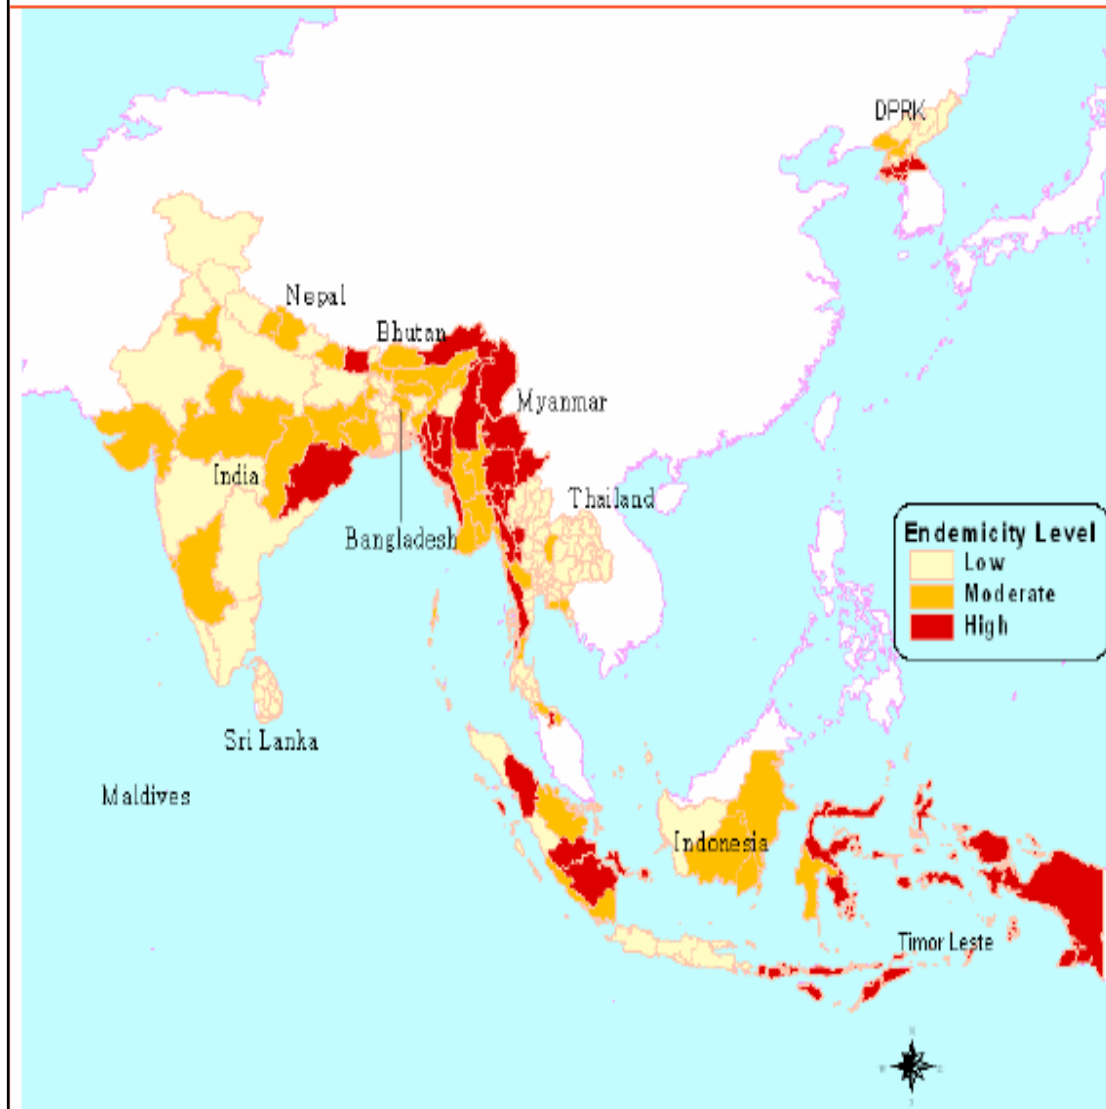 DPRK
Nepal
Bhutan
Myanmar
India
Thailand
Bangladesh
Endemicity Level
Low
Moderate
High
Sri Lanka
Maldives
Indonesia
Timor Leste